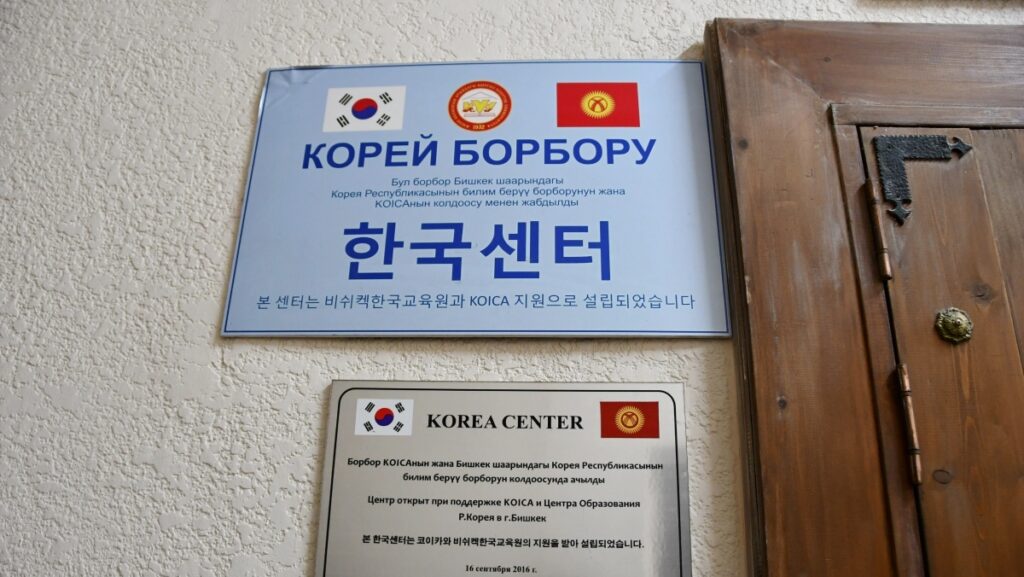 КОРЕЙ БОРБОРУ
Бул борбор Бишкек шаарындагы
Корея Республикасынын билим берүү борборунун жана
KOICAнын колдоосу менен жабдылды
한국센터
본 센터는 비쉬켁한국교육원과 KOICA 지원으로 설립되었습니다
KOREA CENTER
Борбор KOICAнын жана Бишкек шаарындагы Корея Республикасынын
билим берүү борборун колдоосунда ачылды
Центр открыт при поддержке KOICA и Центра Образования
Р.Корея в г.Бишкек
본 한국센터는 코이카와 비쉬켁한국교육원의 지원을 받아 설립되었습니다.
16 сентября 2016 г.